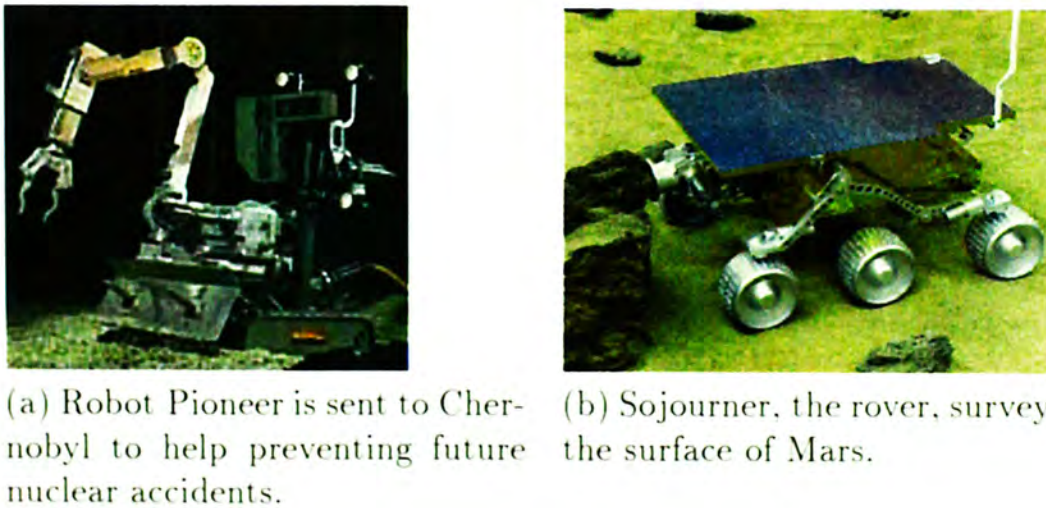 (a) Robot Pioneer is sent to Cher-
nobyl to help preventing future
nuclear accidents.
(b) Sojourner, the rover, survey
the surface of Mars.